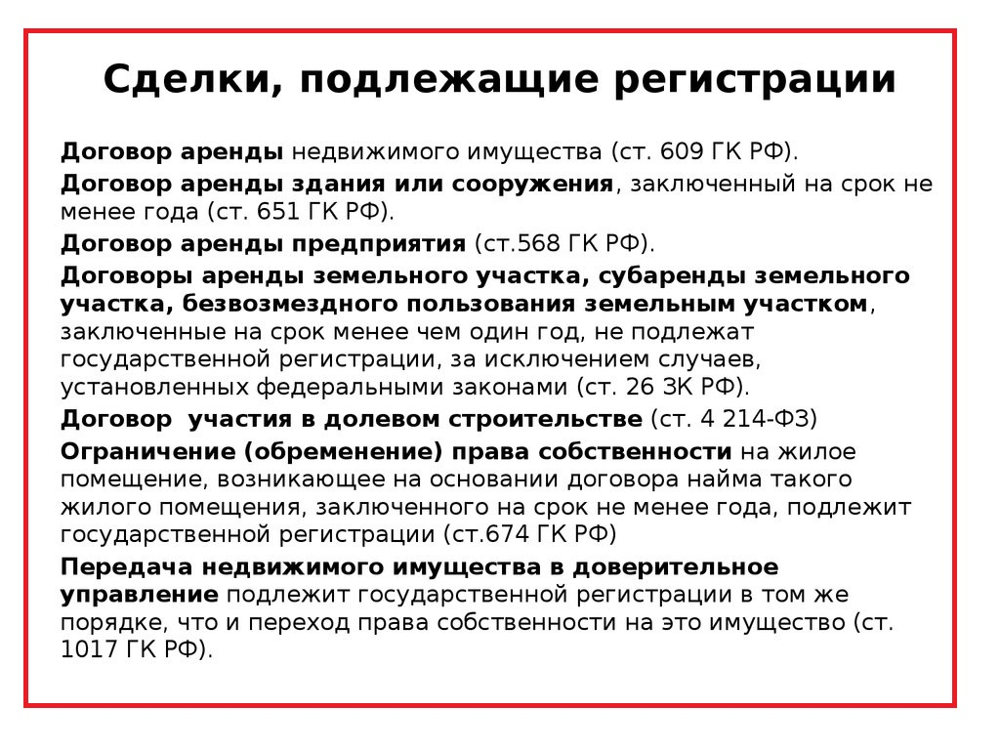 Сделки, подлежащие регистрации
Договор аренды недвижимого имущества (ст. 609 ГК РФ).
Договор аренды здания или сооружения, заключенный на срок не
менее года (ст. 651 ГК РФ).
Договор аренды предприятия (ст.568 ГК РФ).
Договоры аренды земельного участка, субаренды земельного
участка, безвозмездного пользования земельным участком,
заключенные на срок менее чем один год, не подлежат
государственной регистрации, за исключением случаев,
установленных федеральными законами (ст. 26 ЗК РФ).
Договор  участия в долевом строительстве (ст. 4 214-ФЗ)
Ограничение (обременение) права собственности на жилое
помещение, возникающее на основании договора найма такого
жилого помещения, заключенного на срок не менее года, подлежит
государственной регистрации (ст.674 ГК РФ)
Передача недвижимого имущества в доверительное
управление подлежит государственной регистрации в том же
порядке, что и переход права собственности на это имущество (ст.
1017 ГК РФ).